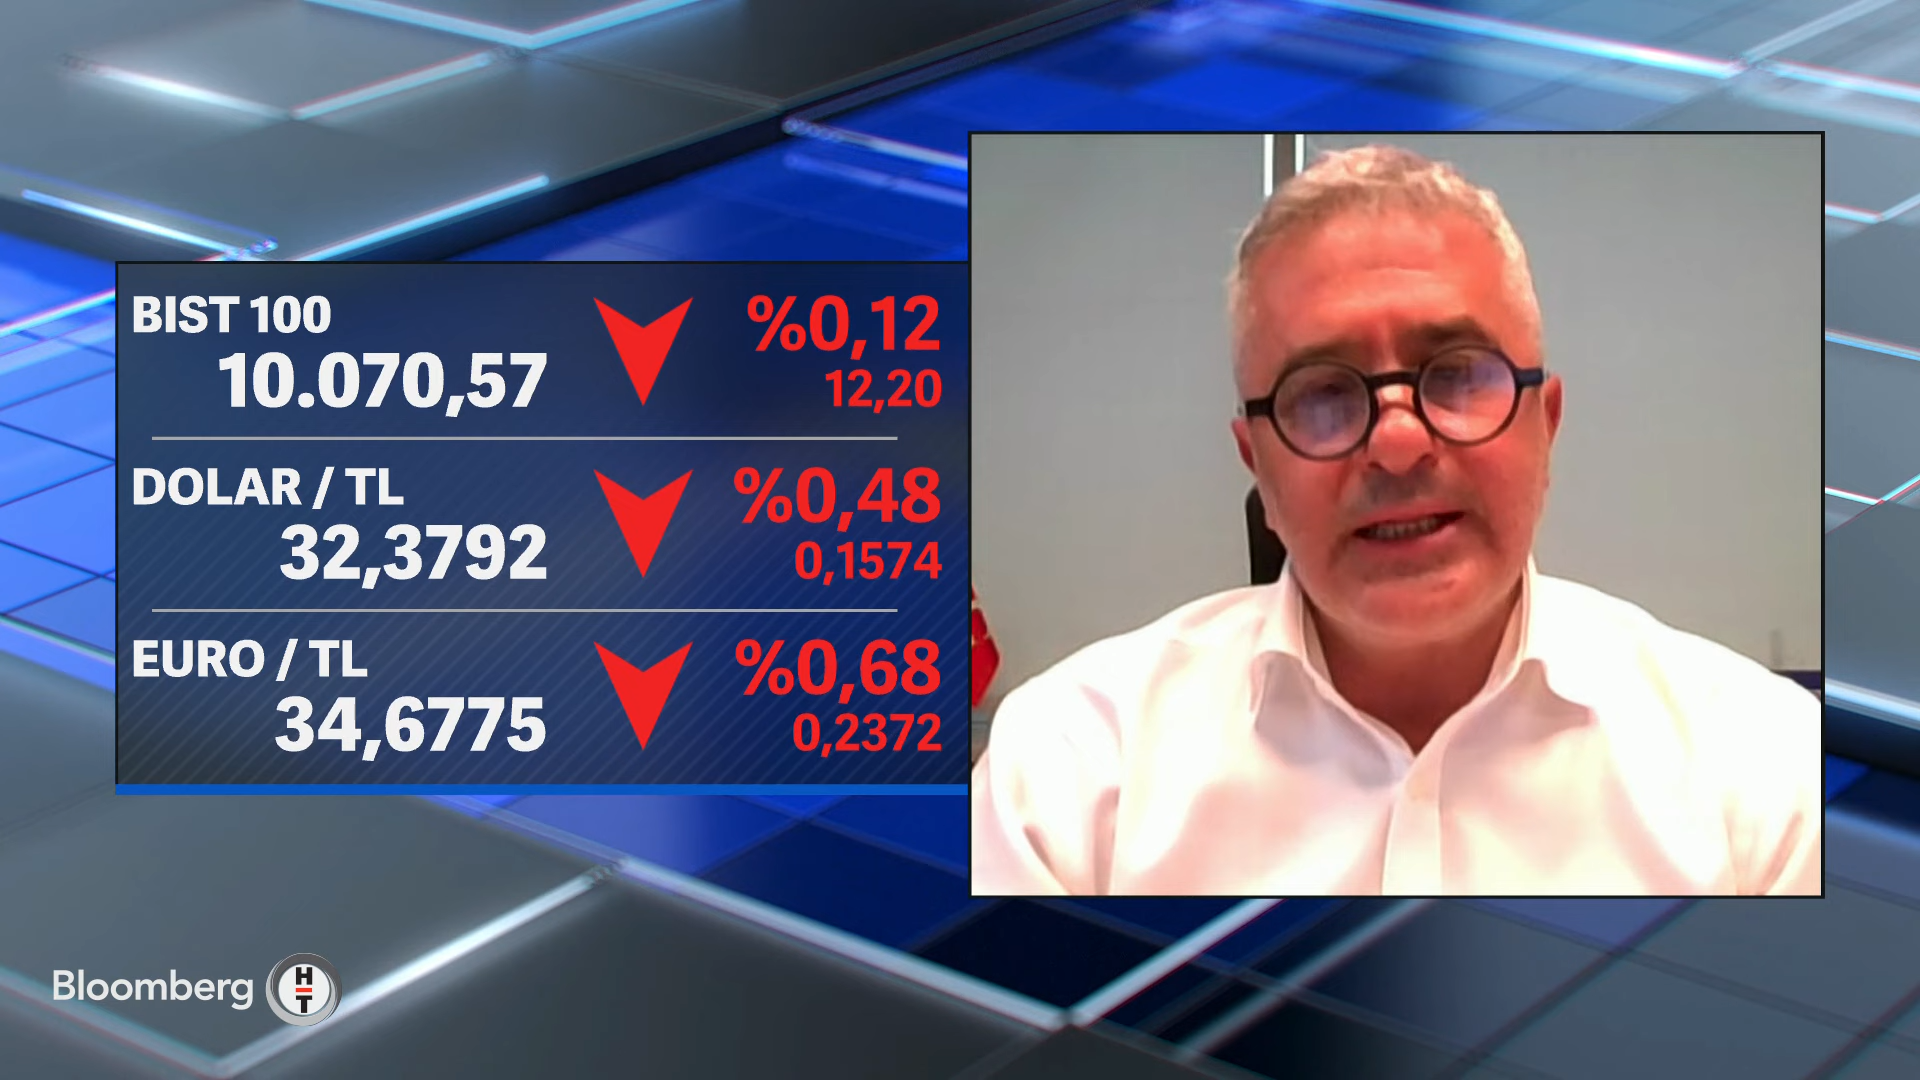 BIST 100
10.070,57
%0,12
12,20
DOLAR / TL
32,3792
%0,48
0,1574
EURO / TL
34,6775
%0,68
0,2372
Bloomberg HT